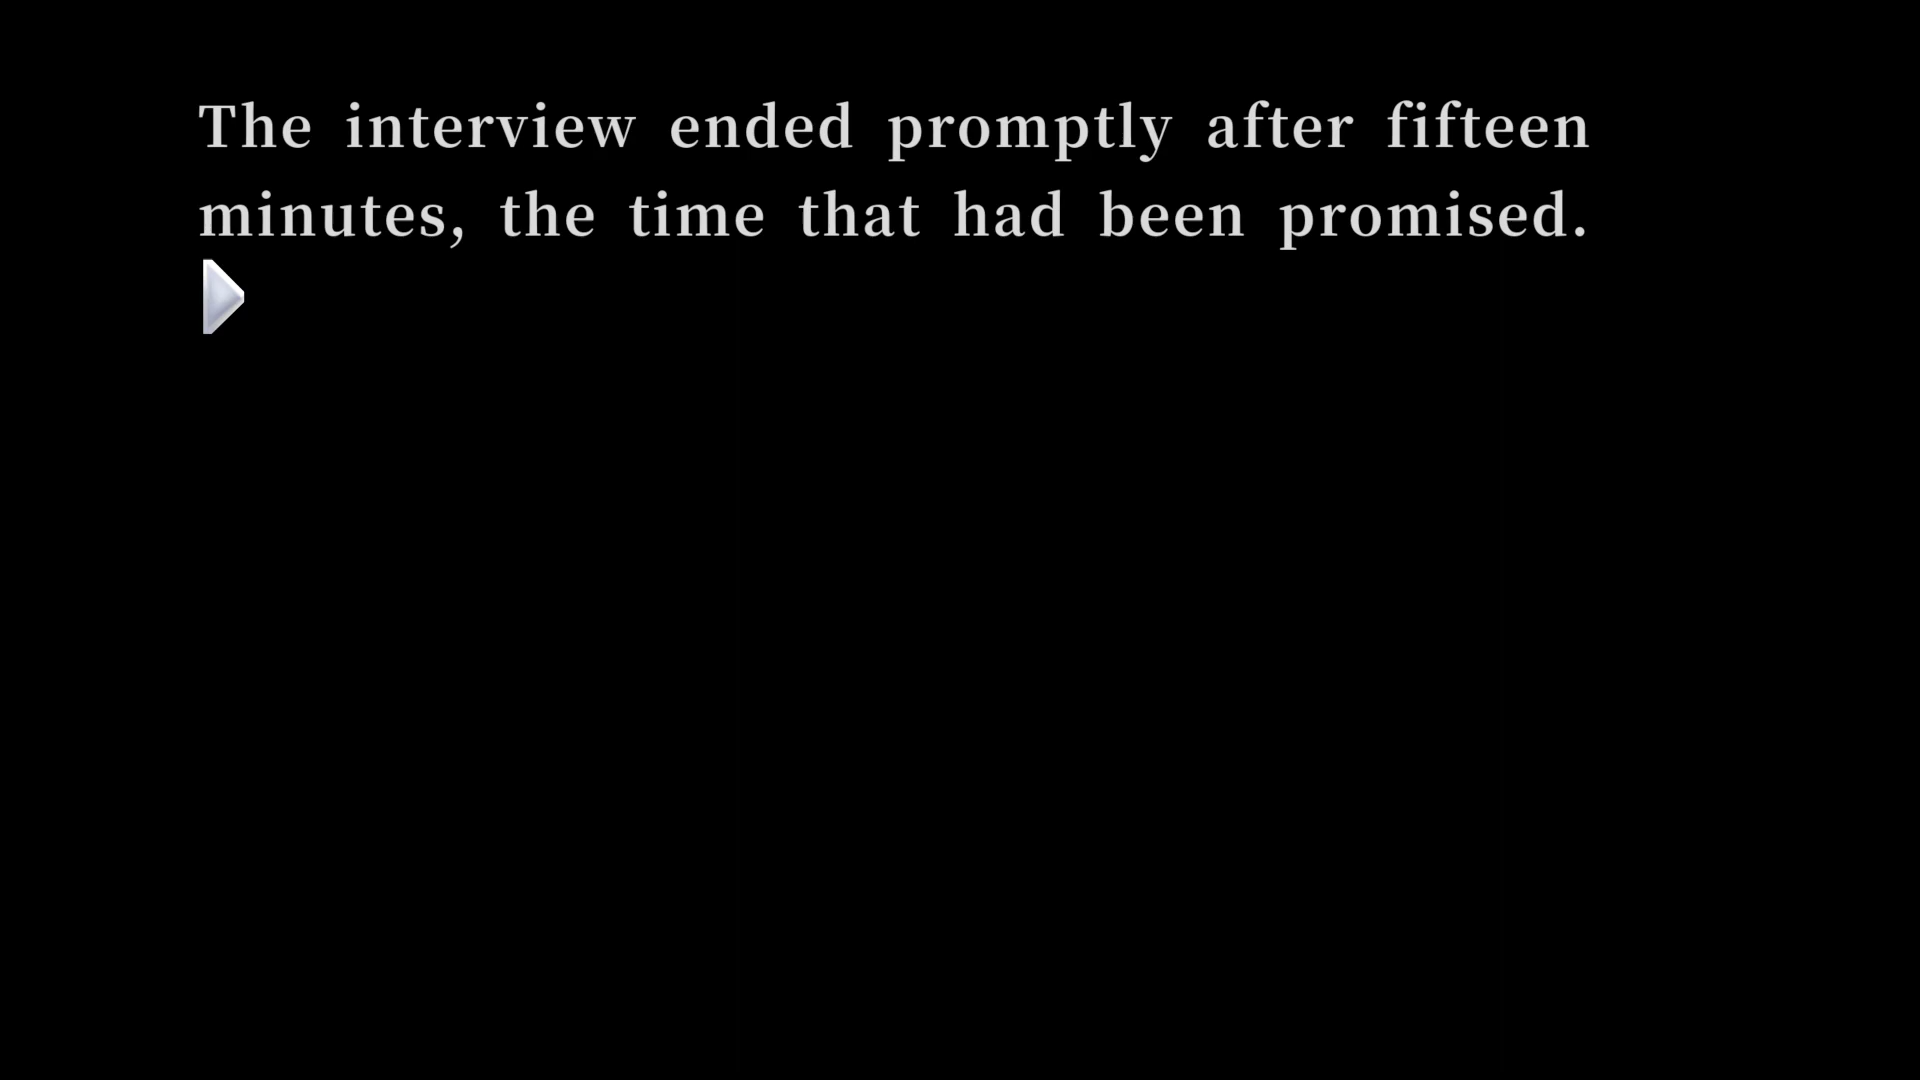 The interview ended promptly after fifteen
minutes, the time that had been promised.